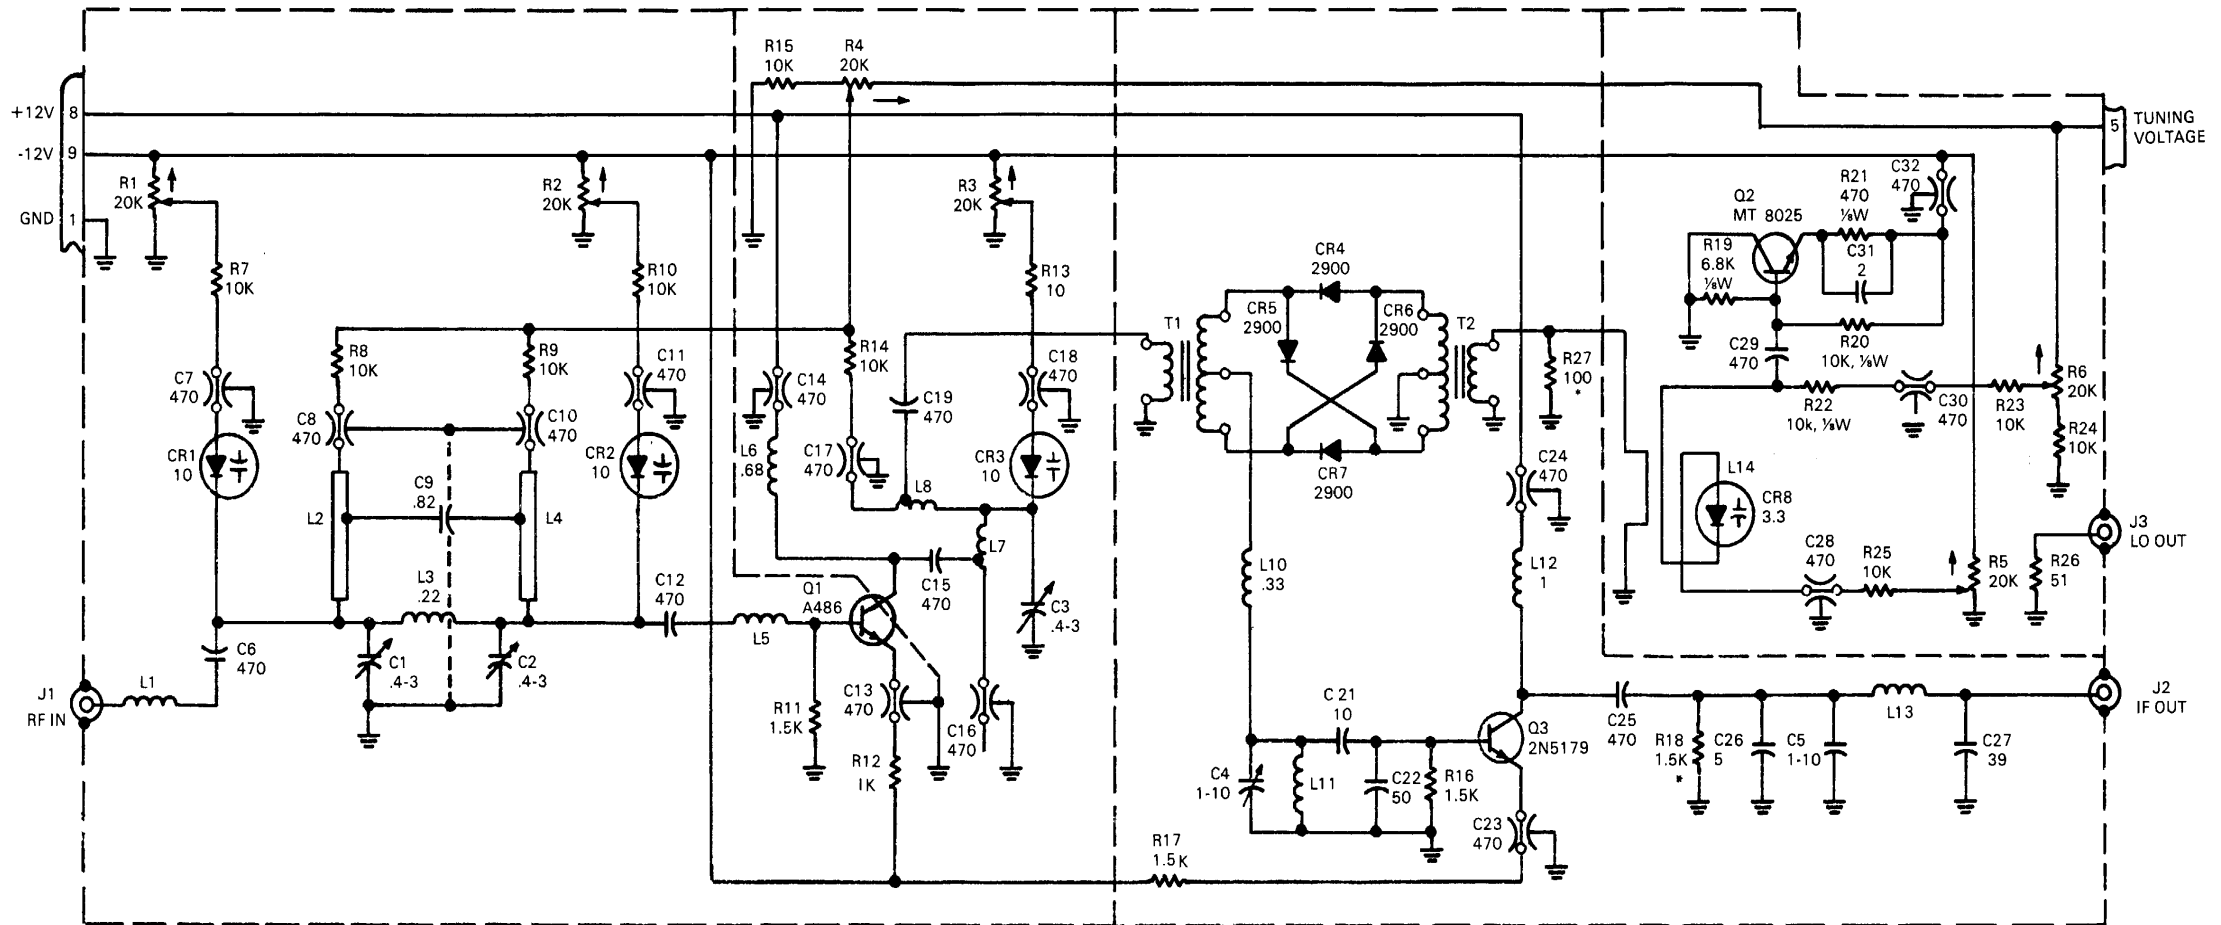 +12V 8
-12V 9
GND 1
R1
20K
R2
20K
R3
20K
R15
10K
R4
20K
5 TUNING
VOLTAGE
R7
10K
R10
10K
R13
10
C7
470
CR1
10
R8
10K
C8
470
R9
10K
C10
470
C11
470
CR2
10
C9
.82
L2
L4
L3
.22
C1
.4-3
C2
.4-3
C6
470
L1
J1
RF IN
C12
470
L5
C14
470
L6
.68
R14
10K
C17
470
C19
470
L8
C18
470
CR3
10
L7
C15
470
C3
.4-3
Q1
A486
R11
1.5K
C13
470
R12
1K
C16
470
T1
CR4
2900
CR5
2900
CR6
2900
CR7
2900
T2
R27
100
*
L10
.33
C24
470
L12
1
C4
1-10
L11
C21
10
C22
50
R16
1.5K
Q3
2N5179
C23
470
R17
1.5K
C25
470
R18
1.5K
*
C26
5
C5
1-10
L13
C27
39
J2
IF OUT
Q2
MT 8025
R19
6.8K
⅛W
R21
470
⅛W
C31
2
C32
470
R20
10K, ⅛W
C29
470
R22
10k, ⅛W
C30
470
R23
10K
R6
20K
R24
10K
L14
CR8
3.3
C28
470
R25
10K
R5
20K
R26
51
J3
LO OUT